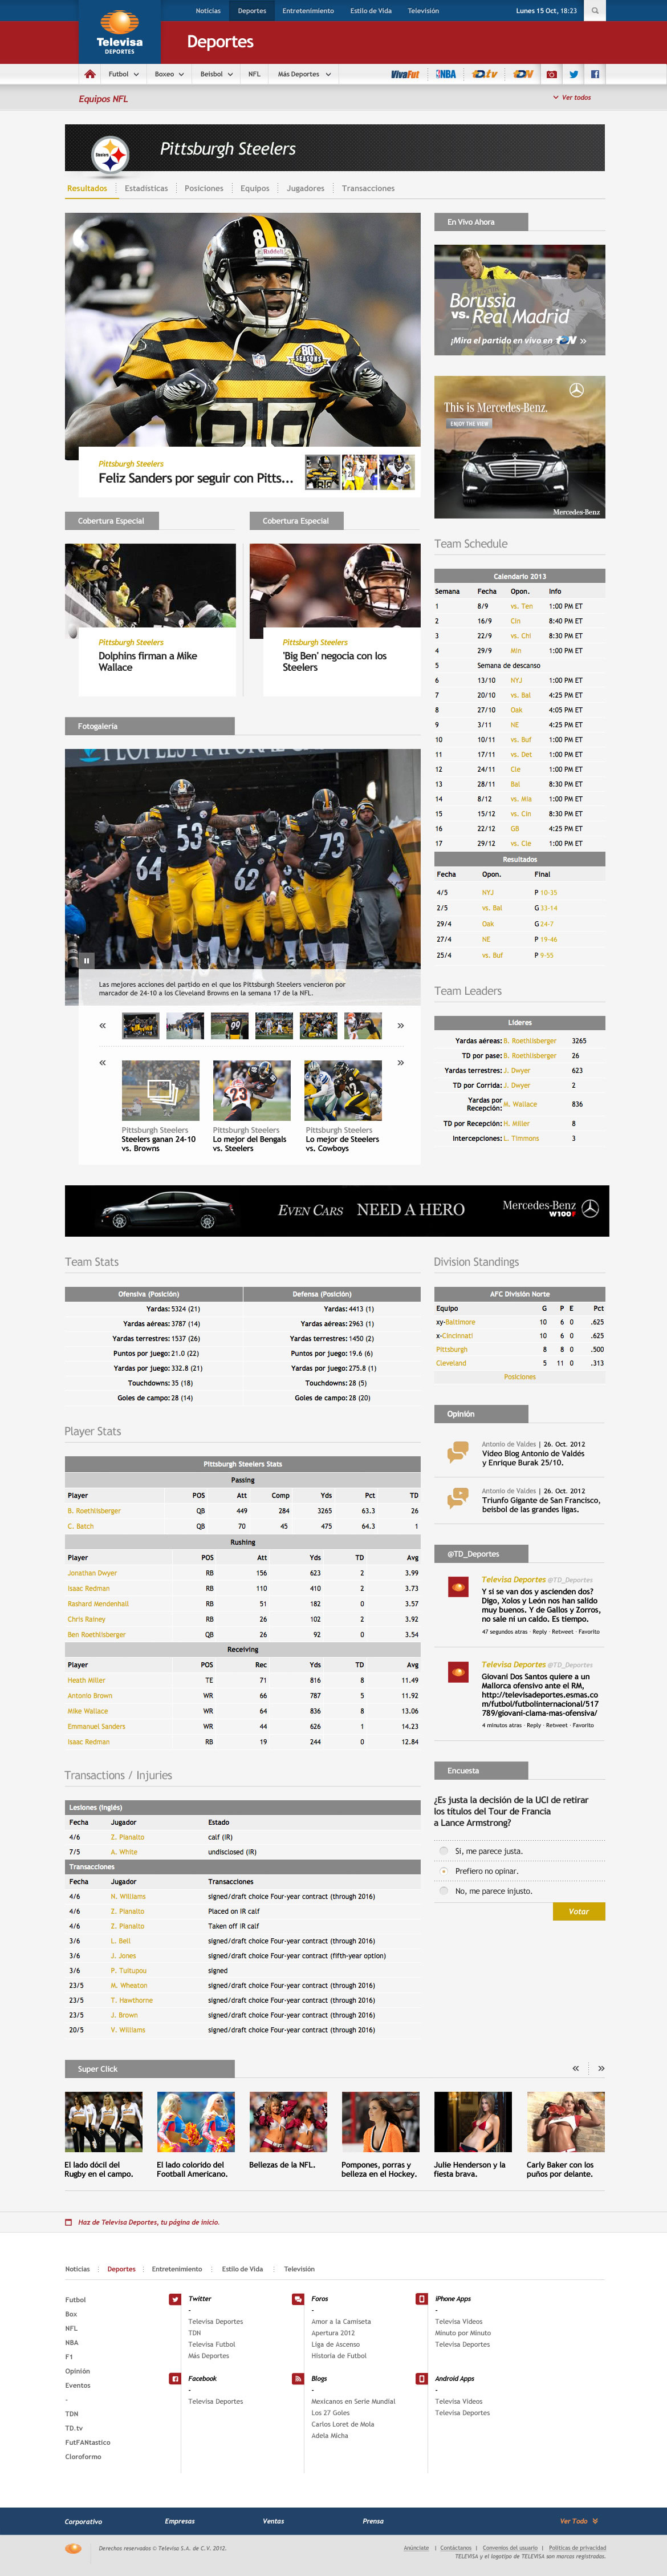 Noticias Deportes Entretenimiento Estilo de Vida Televisión Lunes 15 Oct, 18:23
Televisa
DEPORTES
Deportes
Futbol Boxeo Beisbol NFL Más Deportes VivaFut NBA TD.tv
Equipos NFL Ver todos
Steelers
Pittsburgh Steelers
Resultados Estadísticas Posiciones Equipos Jugadores Transacciones
88
Riddell
80
SEASONS
NFL
Pittsburgh Steelers
Feliz Sanders por seguir con Pitts...
En Vivo Ahora
Borussia
vs. Real Madrid
¡Mira el partido en vivo en »
This is Mercedes-Benz.
ENJOY THE VIEW
Mercedes-Benz
Cobertura Especial
Pittsburgh Steelers
Dolphins firman a Mike
Wallace
Cobertura Especial
Pittsburgh Steelers
'Big Ben' negocia con los
Steelers
Fotogalería
53
64
72
73
Las mejores acciones del partido en el que los Pittsburgh Steelers vencieron por
marcador de 24-10 a los Cleveland Browns en la semana 17 de la NFL.
« »
« »
Pittsburgh Steelers
Steelers ganan 24-10
vs. Browns
Pittsburgh Steelers
Lo mejor del Bengals
vs. Steelers
Pittsburgh Steelers
Lo mejor de Steelers
vs. Cowboys
Team Schedule
Calendario 2013
Semana Fecha Opon. Info
1 8/9 vs. Ten 1:00 PM ET
2 16/9 Cin 8:40 PM ET
3 22/9 vs. Chi 8:30 PM ET
4 29/9 Min 1:00 PM ET
5 Semana de descanso
6 13/10 NYJ 1:00 PM ET
7 20/10 vs. Bal 4:25 PM ET
8 27/10 Oak 4:05 PM ET
9 3/11 NE 4:25 PM ET
10 10/11 vs. Buf 1:00 PM ET
11 17/11 vs. Det 1:00 PM ET
12 24/11 Cle 1:00 PM ET
13 28/11 Bal 8:30 PM ET
14 8/12 vs. Mia 1:00 PM ET
15 15/12 vs. Cin 8:30 PM ET
16 22/12 GB 4:25 PM ET
17 29/12 vs. Cle 1:00 PM ET
Resultados
Fecha Opon. Final
4/5 NYJ P 10-35
2/5 vs. Bal G 33-14
29/4 Oak G 24-7
27/4 NE P 19-46
25/4 vs. Buf P 9-55
Team Leaders
Líderes
Yardas aéreas: B. Roethlisberger 3265
TD por pase: B. Roethlisberger 26
Yardas terrestres: J. Dwyer 623
TD por Corrida: J. Dwyer 2
Yardas por
Recepción: M. Wallace 836
TD por Recepción: H. Miller 8
Intercepciones: L. Timmons 3
EVEN CARS NEED A HERO Mercedes-Benz
W100
Team Stats
Ofensiva (Posición) Defensa (Posición)
Yardas: 5324 (21) Yardas: 4413 (1)
Yardas aéreas: 3787 (14) Yardas aéreas: 2963 (1)
Yardas terrestres: 1537 (26) Yardas terrestres: 1450 (2)
Puntos por juego: 21.0 (22) Puntos por juego: 19.6 (6)
Yardas por juego: 332.8 (21) Yardas por juego: 275.8 (1)
Touchdowns: 35 (18) Touchdowns: 28 (5)
Goles de campo: 28 (14) Goles de campo: 28 (20)
Division Standings
AFC División Norte
Equipo G P E Pct
xy-Baltimore 10 6 0 .625
x-Cincinnati 10 6 0 .625
Pittsburgh 8 8 0 .500
Cleveland 5 11 0 .313
Posiciones
Player Stats
Pittsburgh Steelers Stats
Passing
Player POS Att Comp Yds Pct TD
B. Roethlisberger QB 449 284 3265 63.3 26
C. Batch QB 70 45 475 64.3 1
Rushing
Player POS Att Yds TD Avg
Jonathan Dwyer RB 156 623 2 3.99
Isaac Redman RB 110 410 2 3.73
Rashard Mendenhall RB 51 182 0 3.57
Chris Rainey RB 26 102 2 3.92
Ben Roethlisberger QB 26 92 0 3.54
Receiving
Player POS Rec Yds TD Avg
Heath Miller TE 71 816 8 11.49
Antonio Brown WR 66 787 5 11.92
Mike Wallace WR 64 836 8 13.06
Emmanuel Sanders WR 44 626 1 14.23
Isaac Redman RB 19 244 0 12.84
Opinión
Antonio de Valdes | 26. Oct. 2012
Video Blog Antonio de Valdés
y Enrique Burak 25/10.
Antonio de Valdes | 26. Oct. 2012
Triunfo Gigante de San Francisco,
beisbol de las grandes ligas.
@TD_Deportes
Televisa Deportes @TD_Deportes
Y si se van dos y ascienden dos?
Digo, Xolos y León nos han salido
muy buenos. Y de Gallos y Zorros,
no sale ni un caldo. Es tiempo.
47 segundos atras · Reply · Retweet · Favorito
Televisa Deportes @TD_Deportes
Giovani Dos Santos quiere a un
Mallorca ofensivo ante el RM,
http://televisadeportes.esmas.co
m/futbol/futbolinternacional/517
789/giovani-clama-mas-ofensiva/
4 minutos atras · Reply · Retweet · Favorito
Encuesta
¿Es justa la decisión de la UCI de retirar
los títulos del Tour de Francia
a Lance Armstrong?
Si, me parece justa.
Prefiero no opinar.
No, me parece injusto.
Votar
Transactions / Injuries
Lesiones (Inglés)
Fecha Jugador Estado
4/6 Z. Pianalto calf (IR)
7/5 A. White undisclosed (IR)
Transacciones
Fecha Jugador Transacciones
4/6 N. Williams signed/draft choice Four-year contract (through 2016)
4/6 Z. Pianalto Placed on IR calf
4/6 Z. Pianalto Taken off IR calf
3/6 L. Bell signed/draft choice Four-year contract (through 2016)
3/6 J. Jones signed/draft choice Four-year contract (fifth-year option)
3/6 P. Tuitupou signed
23/5 M. Wheaton signed/draft choice Four-year contract (through 2016)
23/5 T. Hawthorne signed/draft choice Four-year contract (through 2016)
23/5 J. Brown signed/draft choice Four-year contract (through 2016)
20/5 V. Williams signed/draft choice Four-year contract (through 2016)
Super Click « »
El lado dócil del
Rugby en el campo.
El lado colorido del
Football Americano.
Bellezas de la NFL.
Pompones, porras y
belleza en el Hockey.
Julie Henderson y la
fiesta brava.
Carly Baker con los
puños por delante.
Haz de Televisa Deportes, tu página de inicio.
Noticias Deportes Entretenimiento Estilo de Vida Televisión
Futbol
Box
NFL
NBA
F1
Opinión
Eventos
-
TDN
TD.tv
FutFANtastico
Cloroformo
Twitter
-
Televisa Deportes
TDN
Televisa Futbol
Más Deportes
Facebook
-
Televisa Deportes
Foros
-
Amor a la Camiseta
Apertura 2012
Liga de Ascenso
Historia de Futbol
Blogs
-
Mexicanos en Serie Mundial
Los 27 Goles
Carlos Loret de Mola
Adela Micha
iPhone Apps
-
Televisa Videos
Minuto por Minuto
Televisa Deportes
Android Apps
-
Televisa Videos
Televisa Deportes
Corporativo Empresas Ventas Prensa Ver Todo
Derechos reservados © Televisa S.A. de C.V. 2012.
Anúnciate | Contáctanos | Convenios del usuario | Políticas de privacidad
TELEVISA y el logotipo de TELEVISA son marcas registradas.